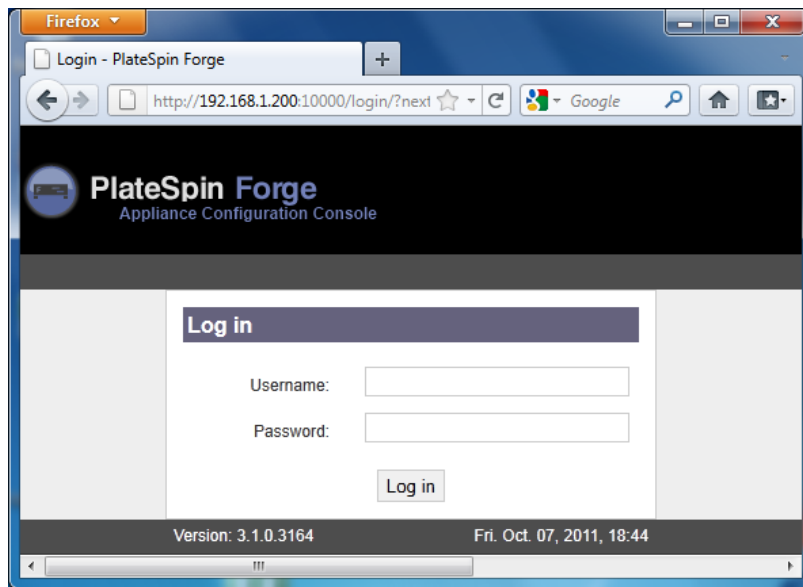 Firefox
Login - PlateSpin Forge
http://192.168.1.200:10000/login/?next
Google
PlateSpin Forge
Appliance Configuration Console
Log in
Username:
Password:
Log in
Version: 3.1.0.3164 Fri. Oct. 07, 2011, 18:44